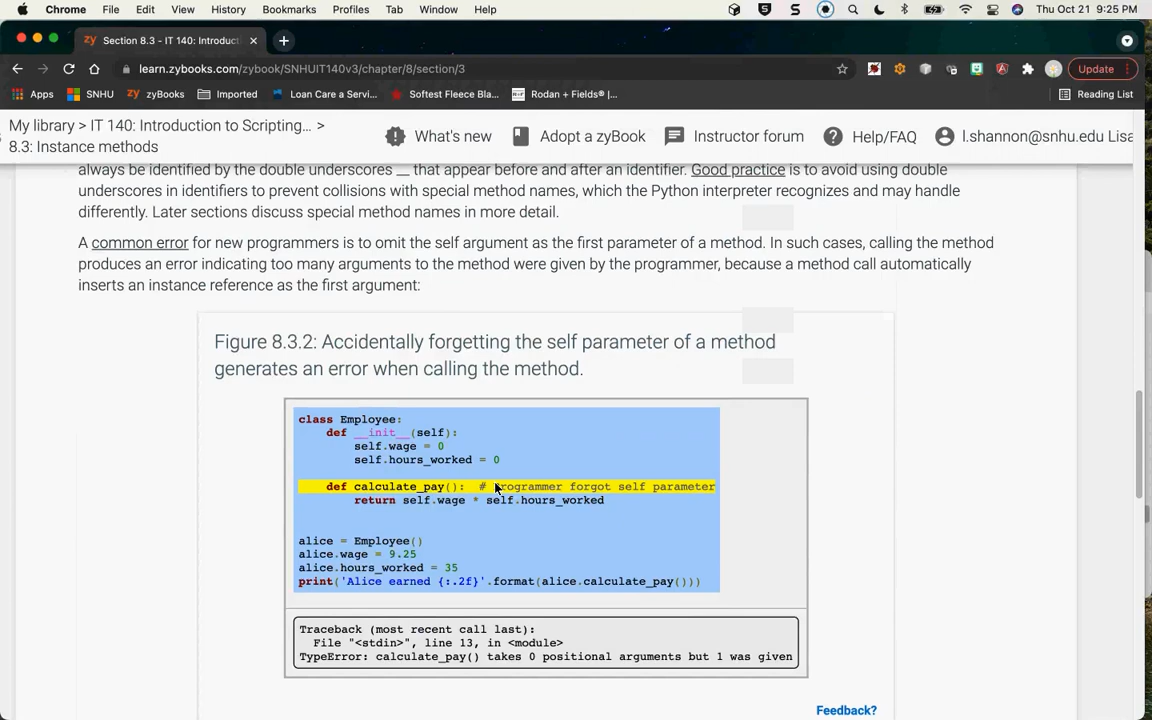 Chrome File Edit View History Bookmarks Profiles Tab Window Help Thu Oct 21 9:25 PM
zy Section 8.3 - IT 140: Introduct
learn.zybooks.com/zybook/SNHUIT140v3/chapter/8/section/3 Update
Apps SNHU zy zyBooks Imported Loan Care a Servi... Softest Fleece Bla... R+F Rodan + Fields® |... Reading List
My library > IT 140: Introduction to Scripting... >
8.3: Instance methods
What's new Adopt a zyBook Instructor forum Help/FAQ l.shannon@snhu.edu Lisa
always be identified by the double underscores __ that appear before and after an identifier. Good practice is to avoid using double
underscores in identifiers to prevent collisions with special method names, which the Python interpreter recognizes and may handle
differently. Later sections discuss special method names in more detail.
A common error for new programmers is to omit the self argument as the first parameter of a method. In such cases, calling the method
produces an error indicating too many arguments to the method were given by the programmer, because a method call automatically
inserts an instance reference as the first argument:
Figure 8.3.2: Accidentally forgetting the self parameter of a method
generates an error when calling the method.
class Employee:
def __init__(self):
self.wage = 0
self.hours_worked = 0
def calculate_pay(): # Programmer forgot self parameter
return self.wage * self.hours_worked
alice = Employee()
alice.wage = 9.25
alice.hours_worked = 35
print('Alice earned {:.2f}'.format(alice.calculate_pay()))
Traceback (most recent call last):
File "<stdin>", line 13, in <module>
TypeError: calculate_pay() takes 0 positional arguments but 1 was given
Feedback?